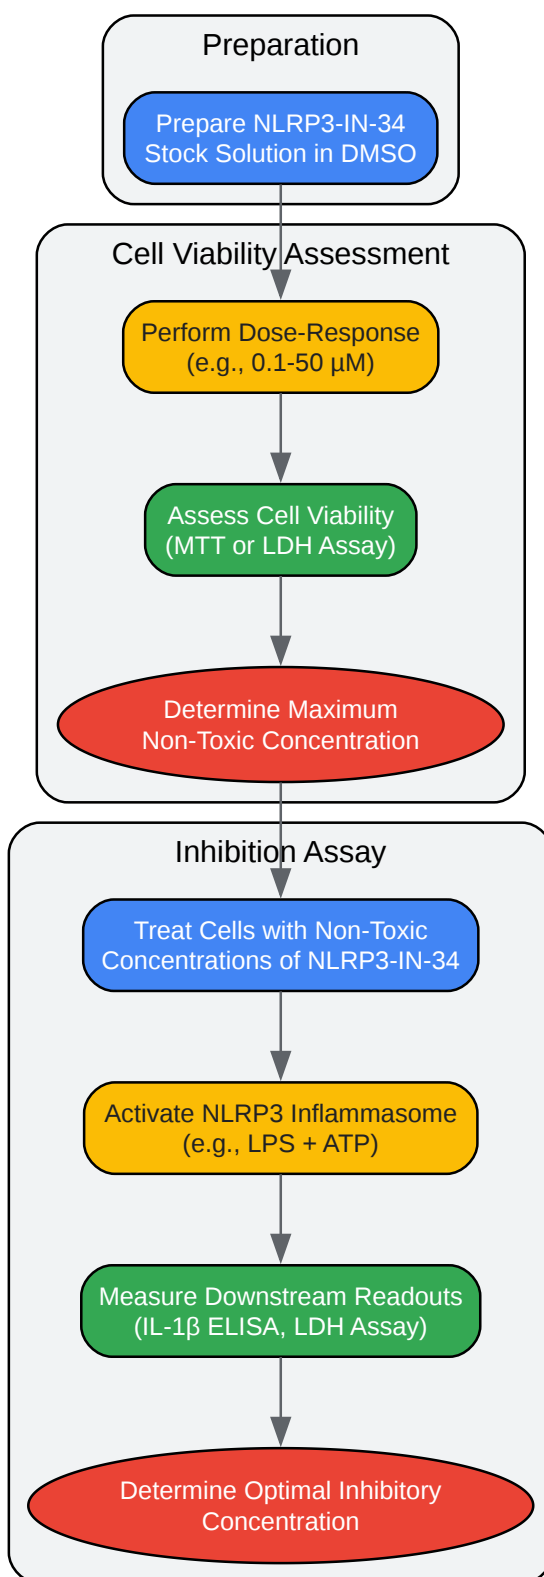 Preparation
Prepare NLRP3-IN-34
Stock Solution in DMSO
Cell Viability Assessment
Perform Dose-Response
(e.g., 0.1-50 µM)
Assess Cell Viability
(MTT or LDH Assay)
Determine Maximum
Non-Toxic Concentration
Inhibition Assay
Treat Cells with Non-Toxic
Concentrations of NLRP3-IN-34
Activate NLRP3 Inflammasome
(e.g., LPS + ATP)
Measure Downstream Readouts
(IL-1β ELISA, LDH Assay)
Determine Optimal Inhibitory
Concentration